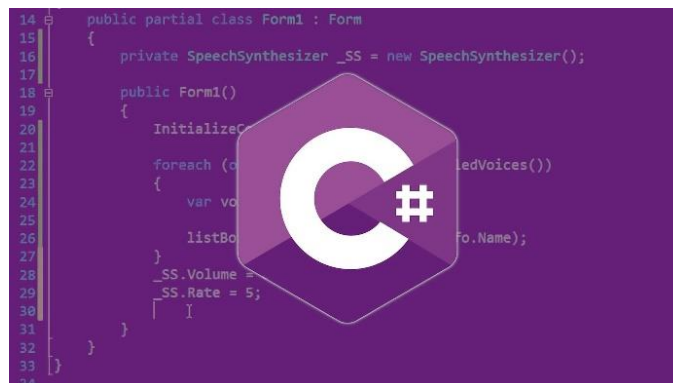 14 public partial class Form1 : Form
15 {
16 private SpeechSynthesizer _SS = new SpeechSynthesizer();
17
18 public Form1()
19 {
20 InitializeC
21
22 foreach (o ledVoices())
23 {
24 var vo
25
26 listBo fo.Name);
27 }
28 _SS.Volume =
29 _SS.Rate = 5;
30
31 }
32 }
33 }
C#